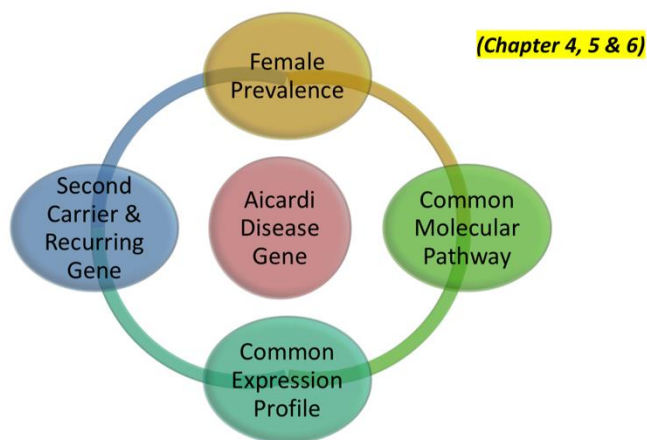 (Chapter 4, 5 & 6)
Female
Prevalence
Second
Carrier &
Recurring
Gene
Aicardi
Disease
Gene
Common
Molecular
Pathway
Common
Expression
Profile